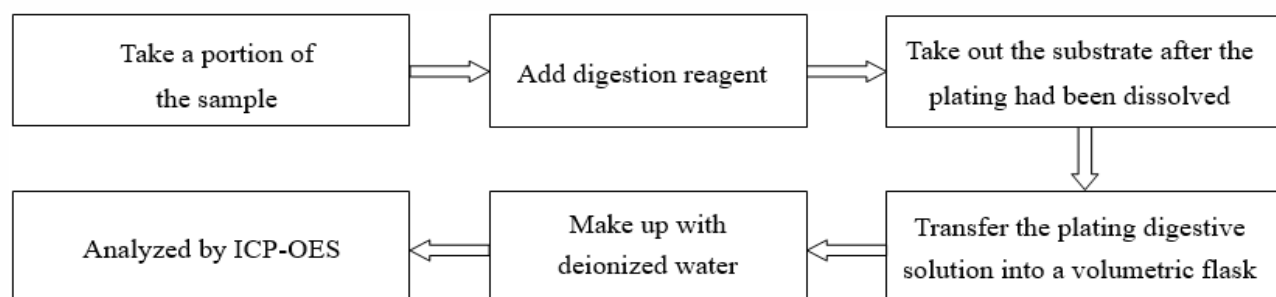 Take a portion of
the sample
Add digestion reagent
Take out the substrate after the
plating had been dissolved
Transfer the plating digestive
solution into a volumetric flask
Make up with
deionized water
Analyzed by ICP-OES